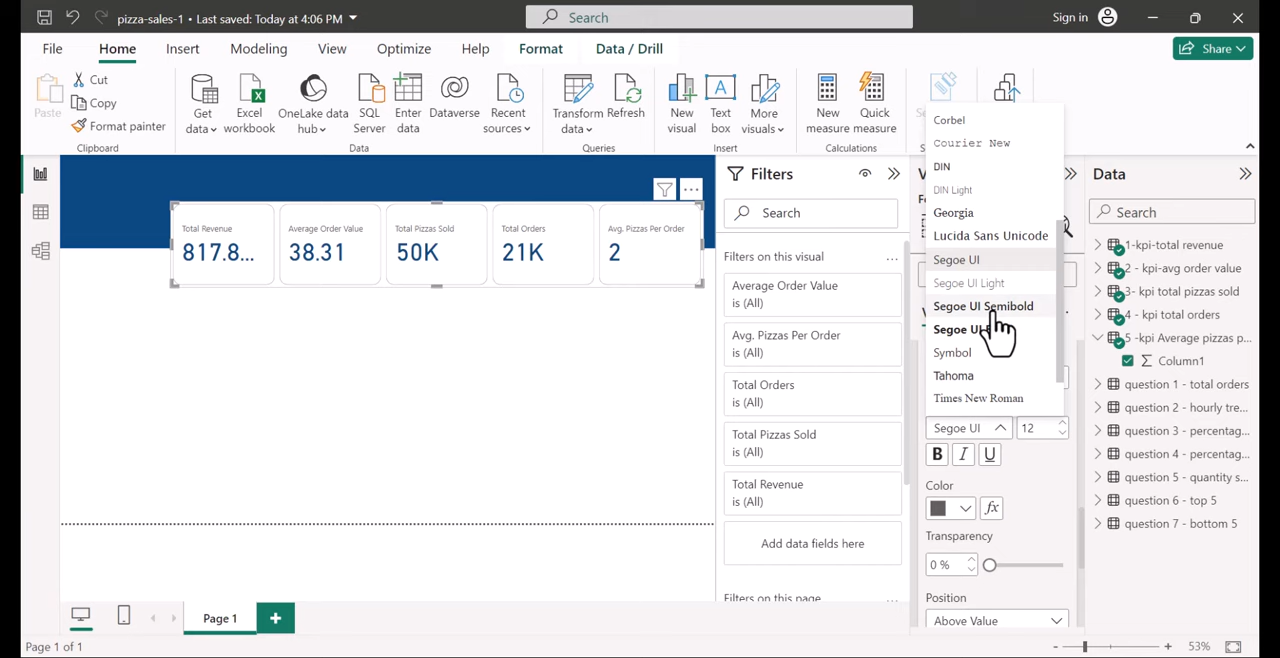 pizza-sales-1 • Last saved: Today at 4:06 PM
Search
Sign in
File
Home
Insert
Modeling
View
Optimize
Help
Format
Data / Drill
Share
Paste
Cut
Copy
Format painter
Clipboard
Get data
Excel workbook
OneLake data hub
SQL Server
Enter data
Dataverse
Recent sources
Data
Transform data
Refresh
Queries
New visual
Text box
More visuals
Insert
New measure
Quick measure
Calculations
Total Revenue
817.8...
Average Order Value
38.31
Total Pizzas Sold
50K
Total Orders
21K
Avg. Pizzas Per Order
2
Filters
Search
Filters on this visual
Average Order Value
is (All)
Avg. Pizzas Per Order
is (All)
Total Orders
is (All)
Total Pizzas Sold
is (All)
Total Revenue
is (All)
Add data fields here
Filters on this page
Corbel
Courier New
DIN
DIN Light
Georgia
Lucida Sans Unicode
Segoe UI
Segoe UI Light
Segoe UI Semibold
Segoe UI
Symbol
Tahoma
Times New Roman
Segoe UI
12
B I U
Color
fx
Transparency
0 %
Position
Above Value
Data
Search
1-kpi-total revenue
2 - kpi-avg order value
3- kpi total pizzas sold
4 - kpi total orders
5 -kpi Average pizzas p...
Column1
question 1 - total orders
question 2 - hourly tre...
question 3 - percentag...
question 4 - percentag...
question 5 - quantity s...
question 6 - top 5
question 7 - bottom 5
Page 1
Page 1 of 1
- + 53%